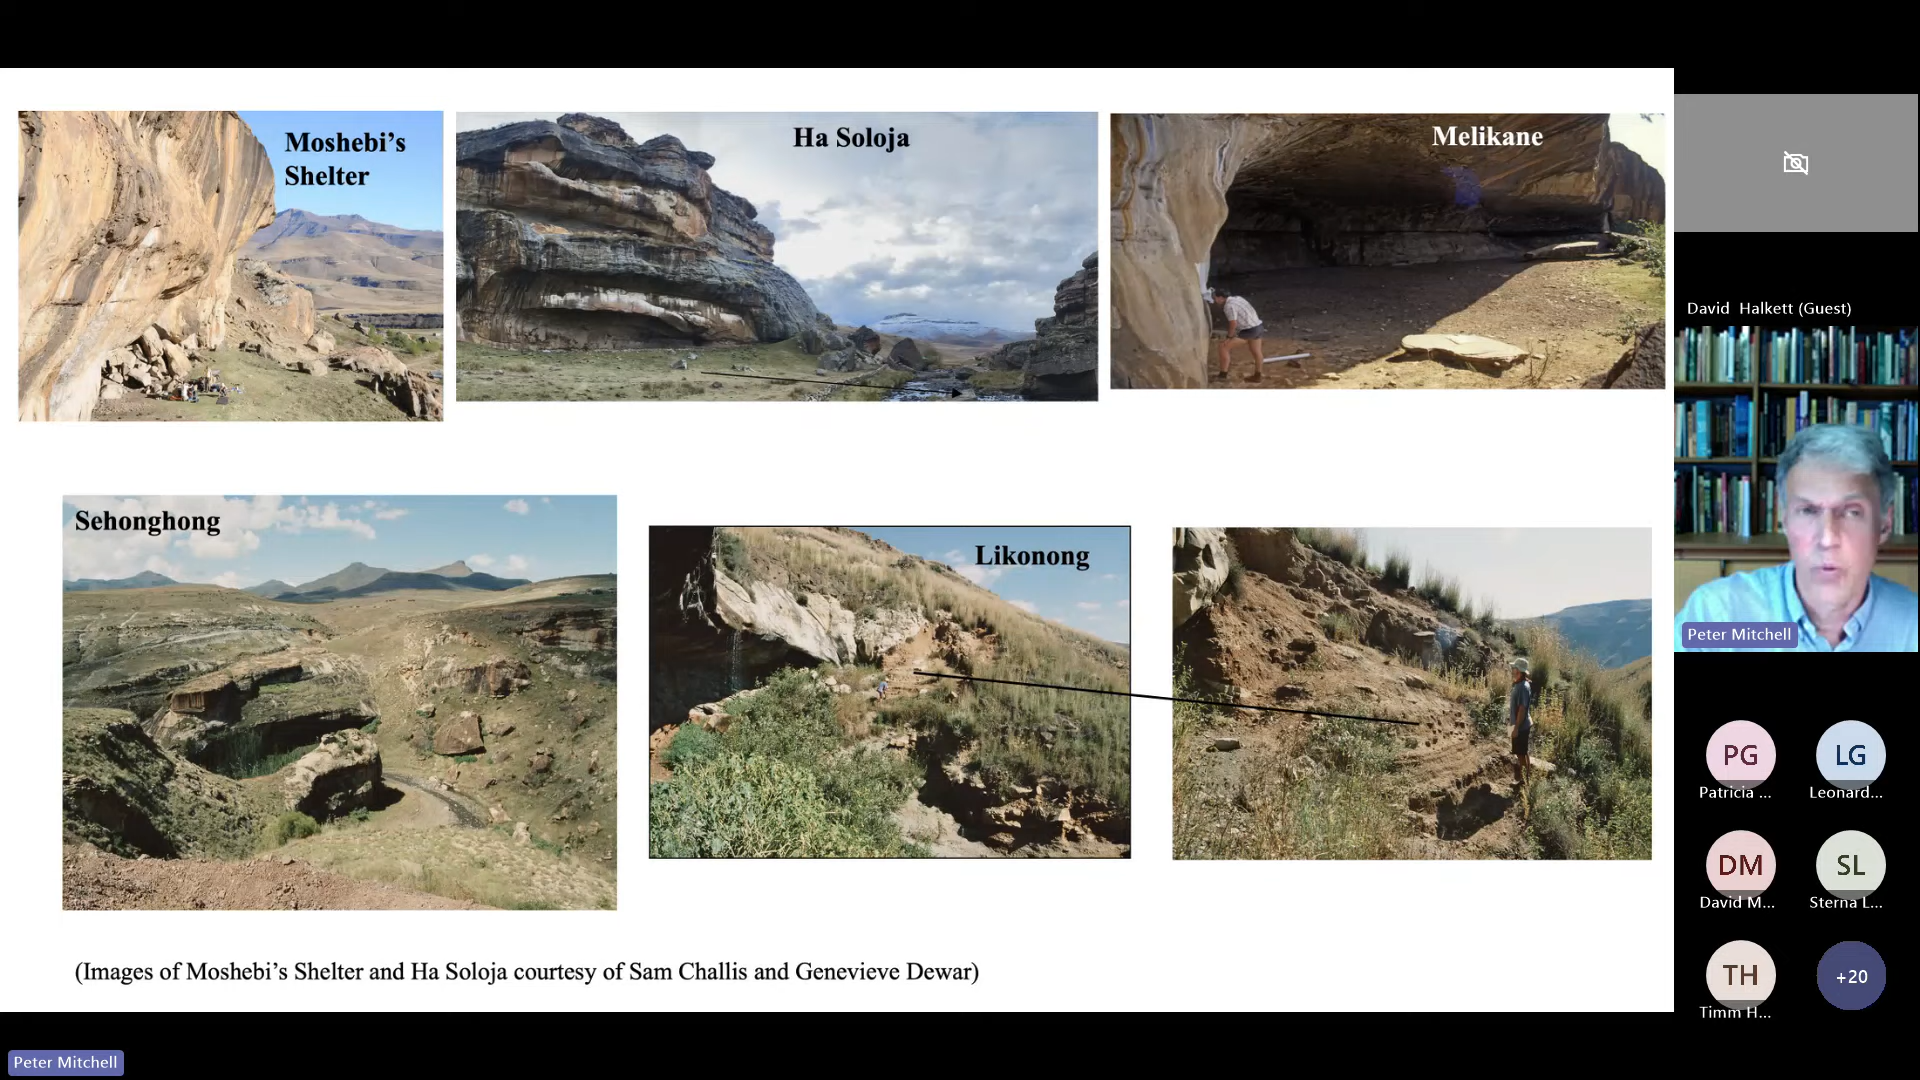 Moshebi's
Shelter
Ha Soloja
Melikane
Sehonghong
Likonong
(Images of Moshebi's Shelter and Ha Soloja courtesy of Sam Challis and Genevieve Dewar)
David Halkett (Guest)
Peter Mitchell
PG
LG
Patricia ...
Leonard...
DM
SL
David M...
Sterna L...
TH
+20
Timm H...
Peter Mitchell